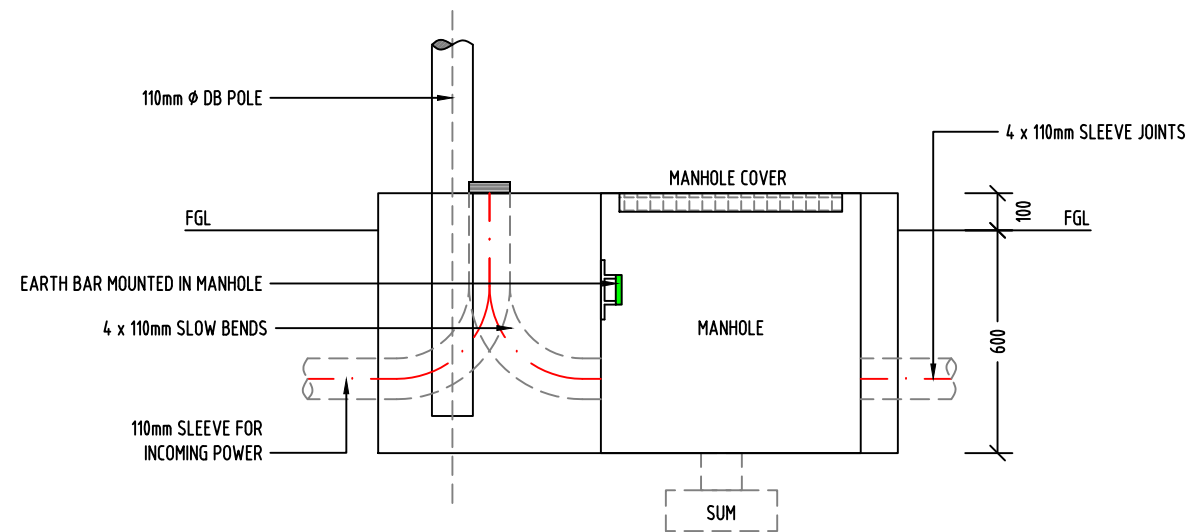 110mm Ø DB POLE
4 x 110mm SLEEVE JOINTS
MANHOLE COVER
100
FGL
FGL
EARTH BAR MOUNTED IN MANHOLE
4 x 110mm SLOW BENDS
MANHOLE
600
110mm SLEEVE FOR
INCOMING POWER
SUM